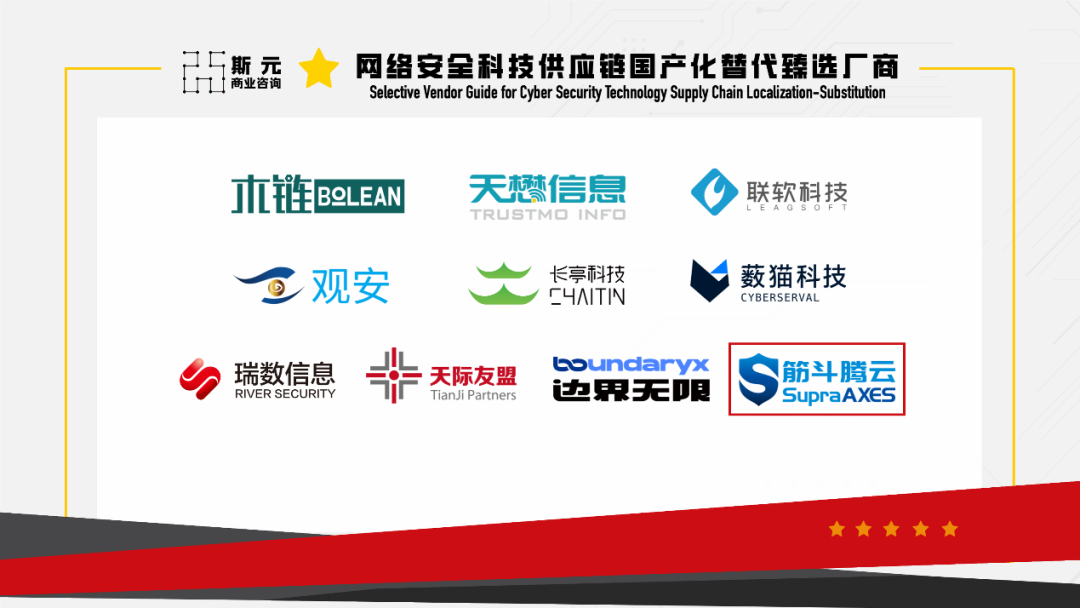 斯元
商业咨询
网络安全科技供应链国产化替代臻选厂商
Selective Vendor Guide for Cyber Security Technology Supply Chain Localization-Substitution
木链 BOLEAN
天懋信息
TRUSTMO INFO
联软科技
LEAGSOFT
观安
长亭科技
CHAITIN
薮猫科技
CYBERSERVAL
瑞数信息
RIVER SECURITY
天际友盟
TianJi Partners
boundaryx
边界无限
筋斗腾云
SupraAXES